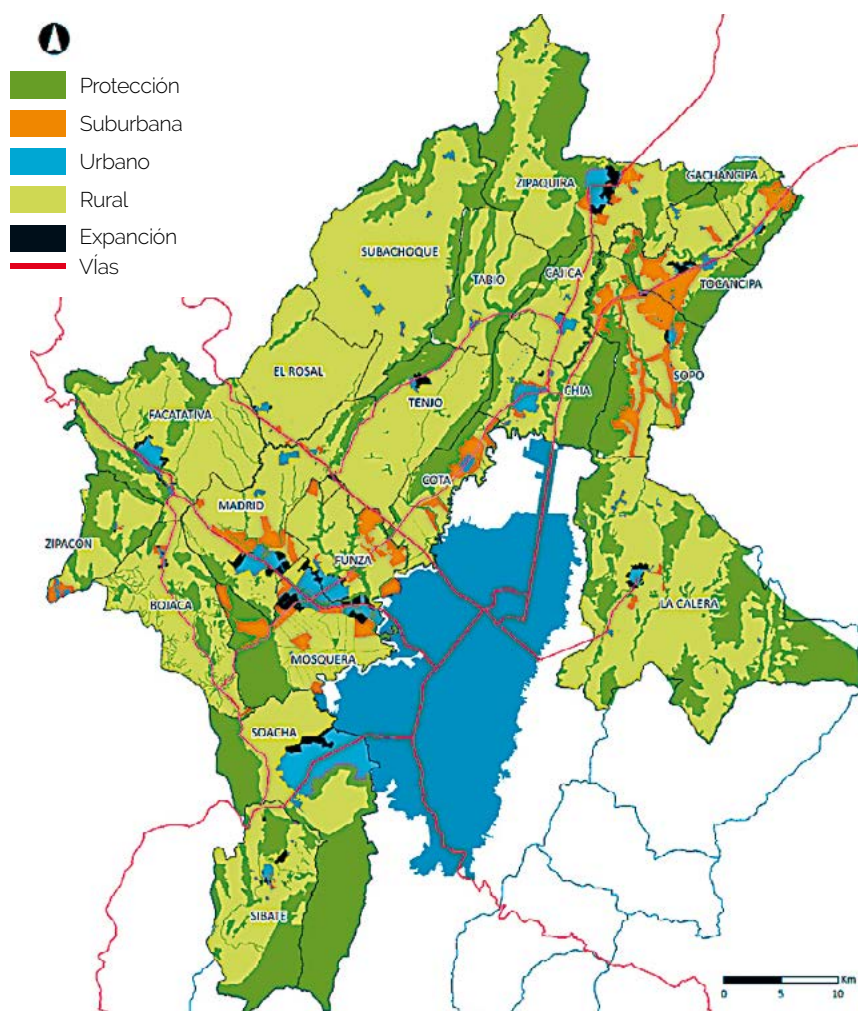 Protección
Suburbana
Urbano
Rural
Expanción
VÍas
ZIPAQUIRA
GACHANCIPA
SUBACHOQUE
TABIO
CAJICA
TOCANCIPA
SOPO
EL ROSAL
TENJO
CHIA
FACATATIVA
COTA
MADRID
ZIPACON
FUNZA
BOJACA
LA CALERA
MOSQUERA
SOACHA
SIBATE
Km
0 5 10